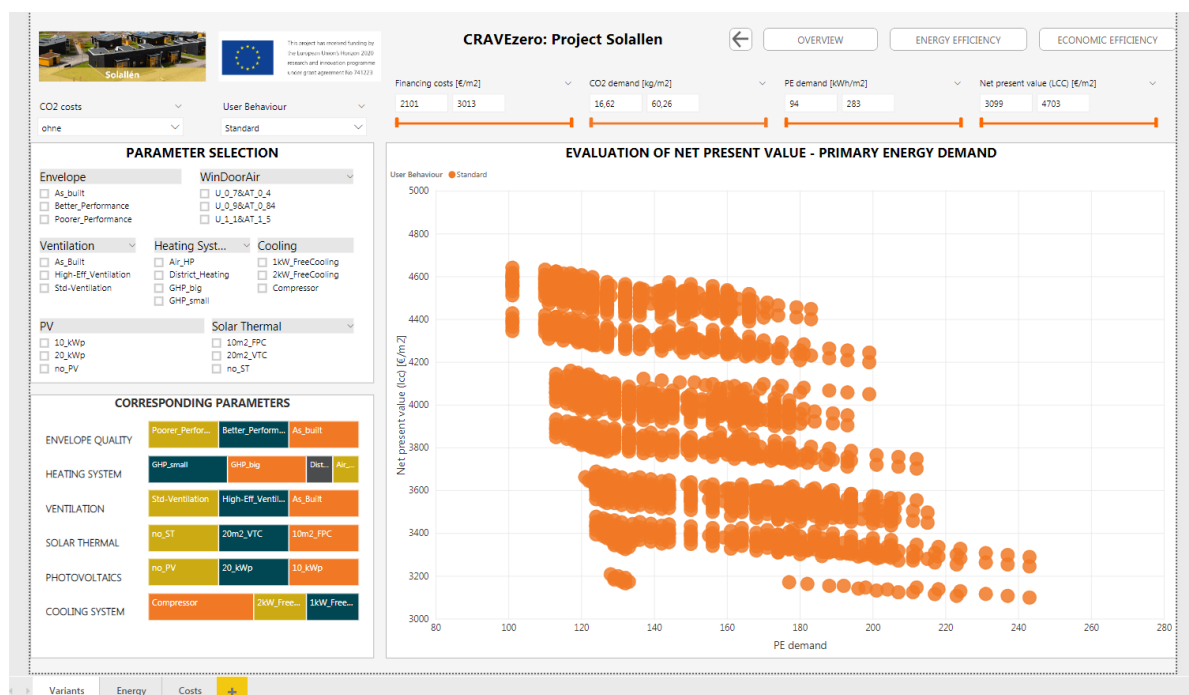 Solallén
This project has received funding by
the European Union's Horizon 2020
research and innovation programme
under grant agreement No 741223
CRAVEzero: Project Solallen
OVERVIEW
ENERGY EFFICIENCY
ECONOMIC EFFICIENCY
CO2 costs
ohne
User Behaviour
Standard
Financing costs [€/m2]
2101 3013
CO2 demand [kg/m2]
16,62 60,26
PE demand [kWh/m2]
94 283
Net present value (LCC) [€/m2]
3099 4703
PARAMETER SELECTION
Envelope
As_built
Better_Performance
Poorer_Performance
WinDoorAir
U_0_7&AT_0_4
U_0_9&AT_0_84
U_1_1&AT_1_5
Ventilation
As_Built
High-Eff_Ventilation
Std-Ventilation
Heating Syst...
Air_HP
District_Heating
GHP_big
GHP_small
Cooling
1kW_FreeCooling
2kW_FreeCooling
Compressor
PV
10_kWp
20_kWp
no_PV
Solar Thermal
10m2_FPC
20m2_VTC
no_ST
CORRESPONDING PARAMETERS
ENVELOPE QUALITY
Poorer_Perfor... Better_Perform... As_built
HEATING SYSTEM
GHP_small GHP_big Dist... Air_...
VENTILATION
Std-Ventilation High-Eff_Venti... As_Built
SOLAR THERMAL
no_ST 20m2_VTC 10m2_FPC
PHOTOVOLTAICS
no_PV 20_kWp 10_kWp
COOLING SYSTEM
Compressor 2kW_Free... 1kW_Free...
EVALUATION OF NET PRESENT VALUE - PRIMARY ENERGY DEMAND
User Behaviour Standard
Net present value (lcc) [€/m2]
5000
4800
4600
4400
4200
4000
3800
3600
3400
3200
3000
80 100 120 140 160 180 200 220 240 260 280
PE demand
Variants Energy Costs +